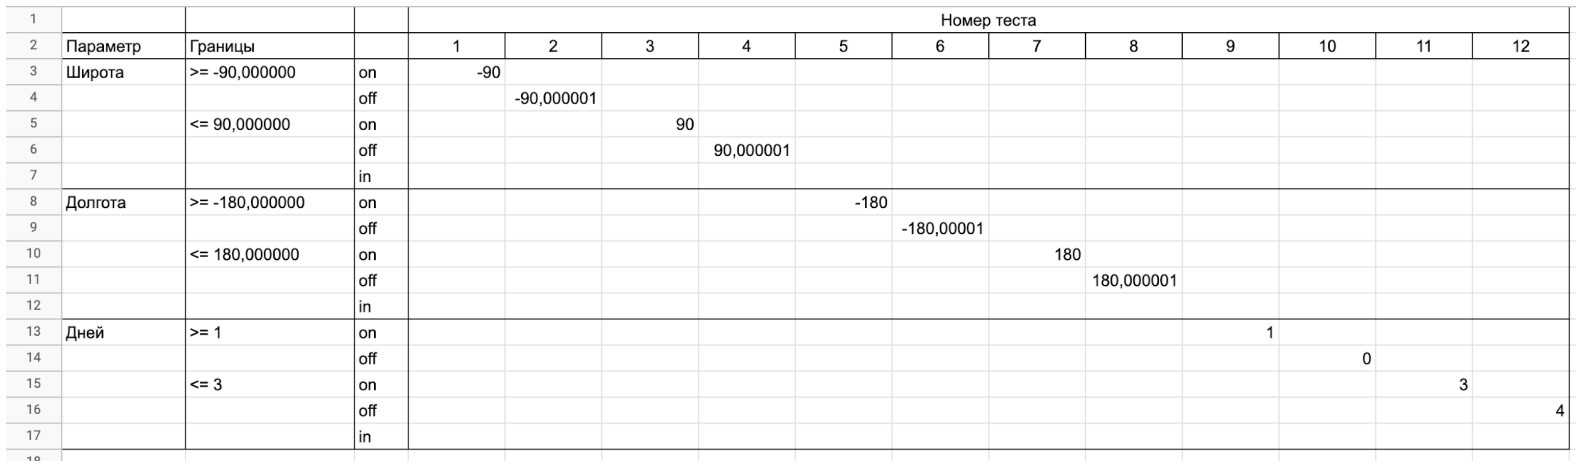 1 Номер теста
2 Параметр Границы 1 2 3 4 5 6 7 8 9 10 11 12
3 Широта >= -90,000000 on -90
4 off -90,000001
5 <= 90,000000 on 90
6 off 90,000001
7 in
8 Долгота >= -180,000000 on -180
9 off -180,00001
10 <= 180,000000 on 180
11 off 180,000001
12 in
13 Дней >= 1 on 1
14 off 0
15 <= 3 on 3
16 off 4
17 in
18